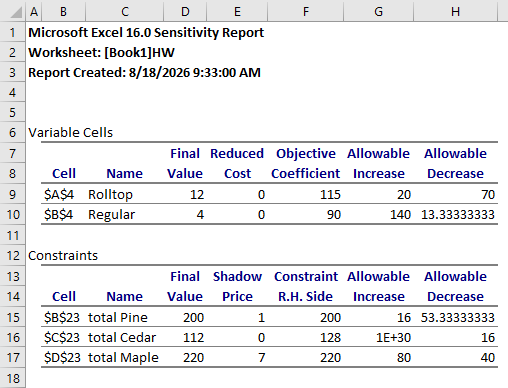 A B C D E F G H
1 Microsoft Excel 16.0 Sensitivity Report
2 Worksheet: [Book1]HW
3 Report Created: 8/18/2026 9:33:00 AM
4
5
6 Variable Cells
7 Final Reduced Objective Allowable Allowable
8 Cell Name Value Cost Coefficient Increase Decrease
9 $A$4 Rolltop 12 0 115 20 70
10 $B$4 Regular 4 0 90 140 13.33333333
11
12 Constraints
13 Final Shadow Constraint Allowable Allowable
14 Cell Name Value Price R.H. Side Increase Decrease
15 $B$23 total Pine 200 1 200 16 53.33333333
16 $C$23 total Cedar 112 0 128 1E+30 16
17 $D$23 total Maple 220 7 220 80 40
18